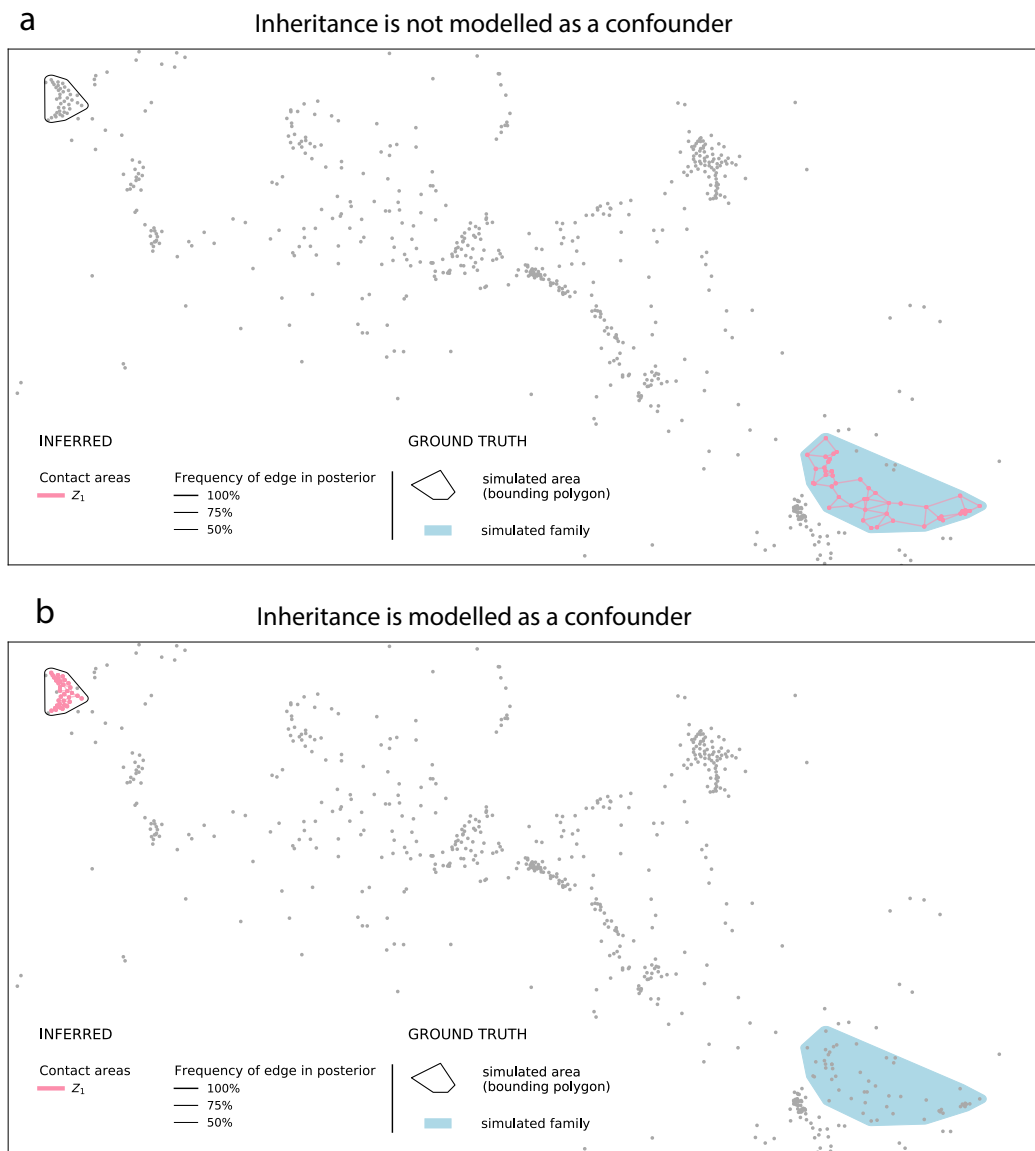 a
Inheritance is not modelled as a confounder
INFERRED
Contact areas
Z1
Frequency of edge in posterior
100%
75%
50%
GROUND TRUTH
simulated area
(bounding polygon)
simulated family
b
Inheritance is modelled as a confounder
INFERRED
Contact areas
Z1
Frequency of edge in posterior
100%
75%
50%
GROUND TRUTH
simulated area
(bounding polygon)
simulated family